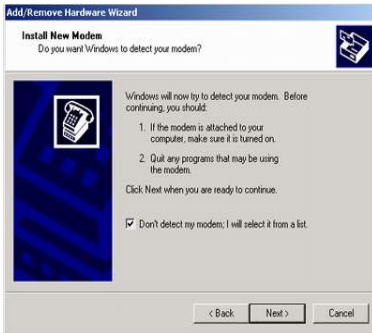 Add/Remove Hardware Wizard
Install New Modem
Do you want Windows to detect your modem?
Windows will now try to detect your modem. Before
continuing, you should:
1. If the modem is attached to your
computer, make sure it is turned on.
2. Quit any programs that may be using
the modem.
Click Next when you are ready to continue.
Don't detect my modem; I will select it from a list.
< Back
Next >
Cancel